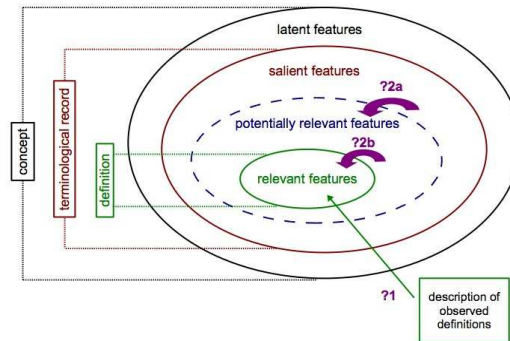 latent features
salient features
?2a
potentially relevant features
?2b
relevant features
concept
terminological record
definition
?1
description of
observed
definitions